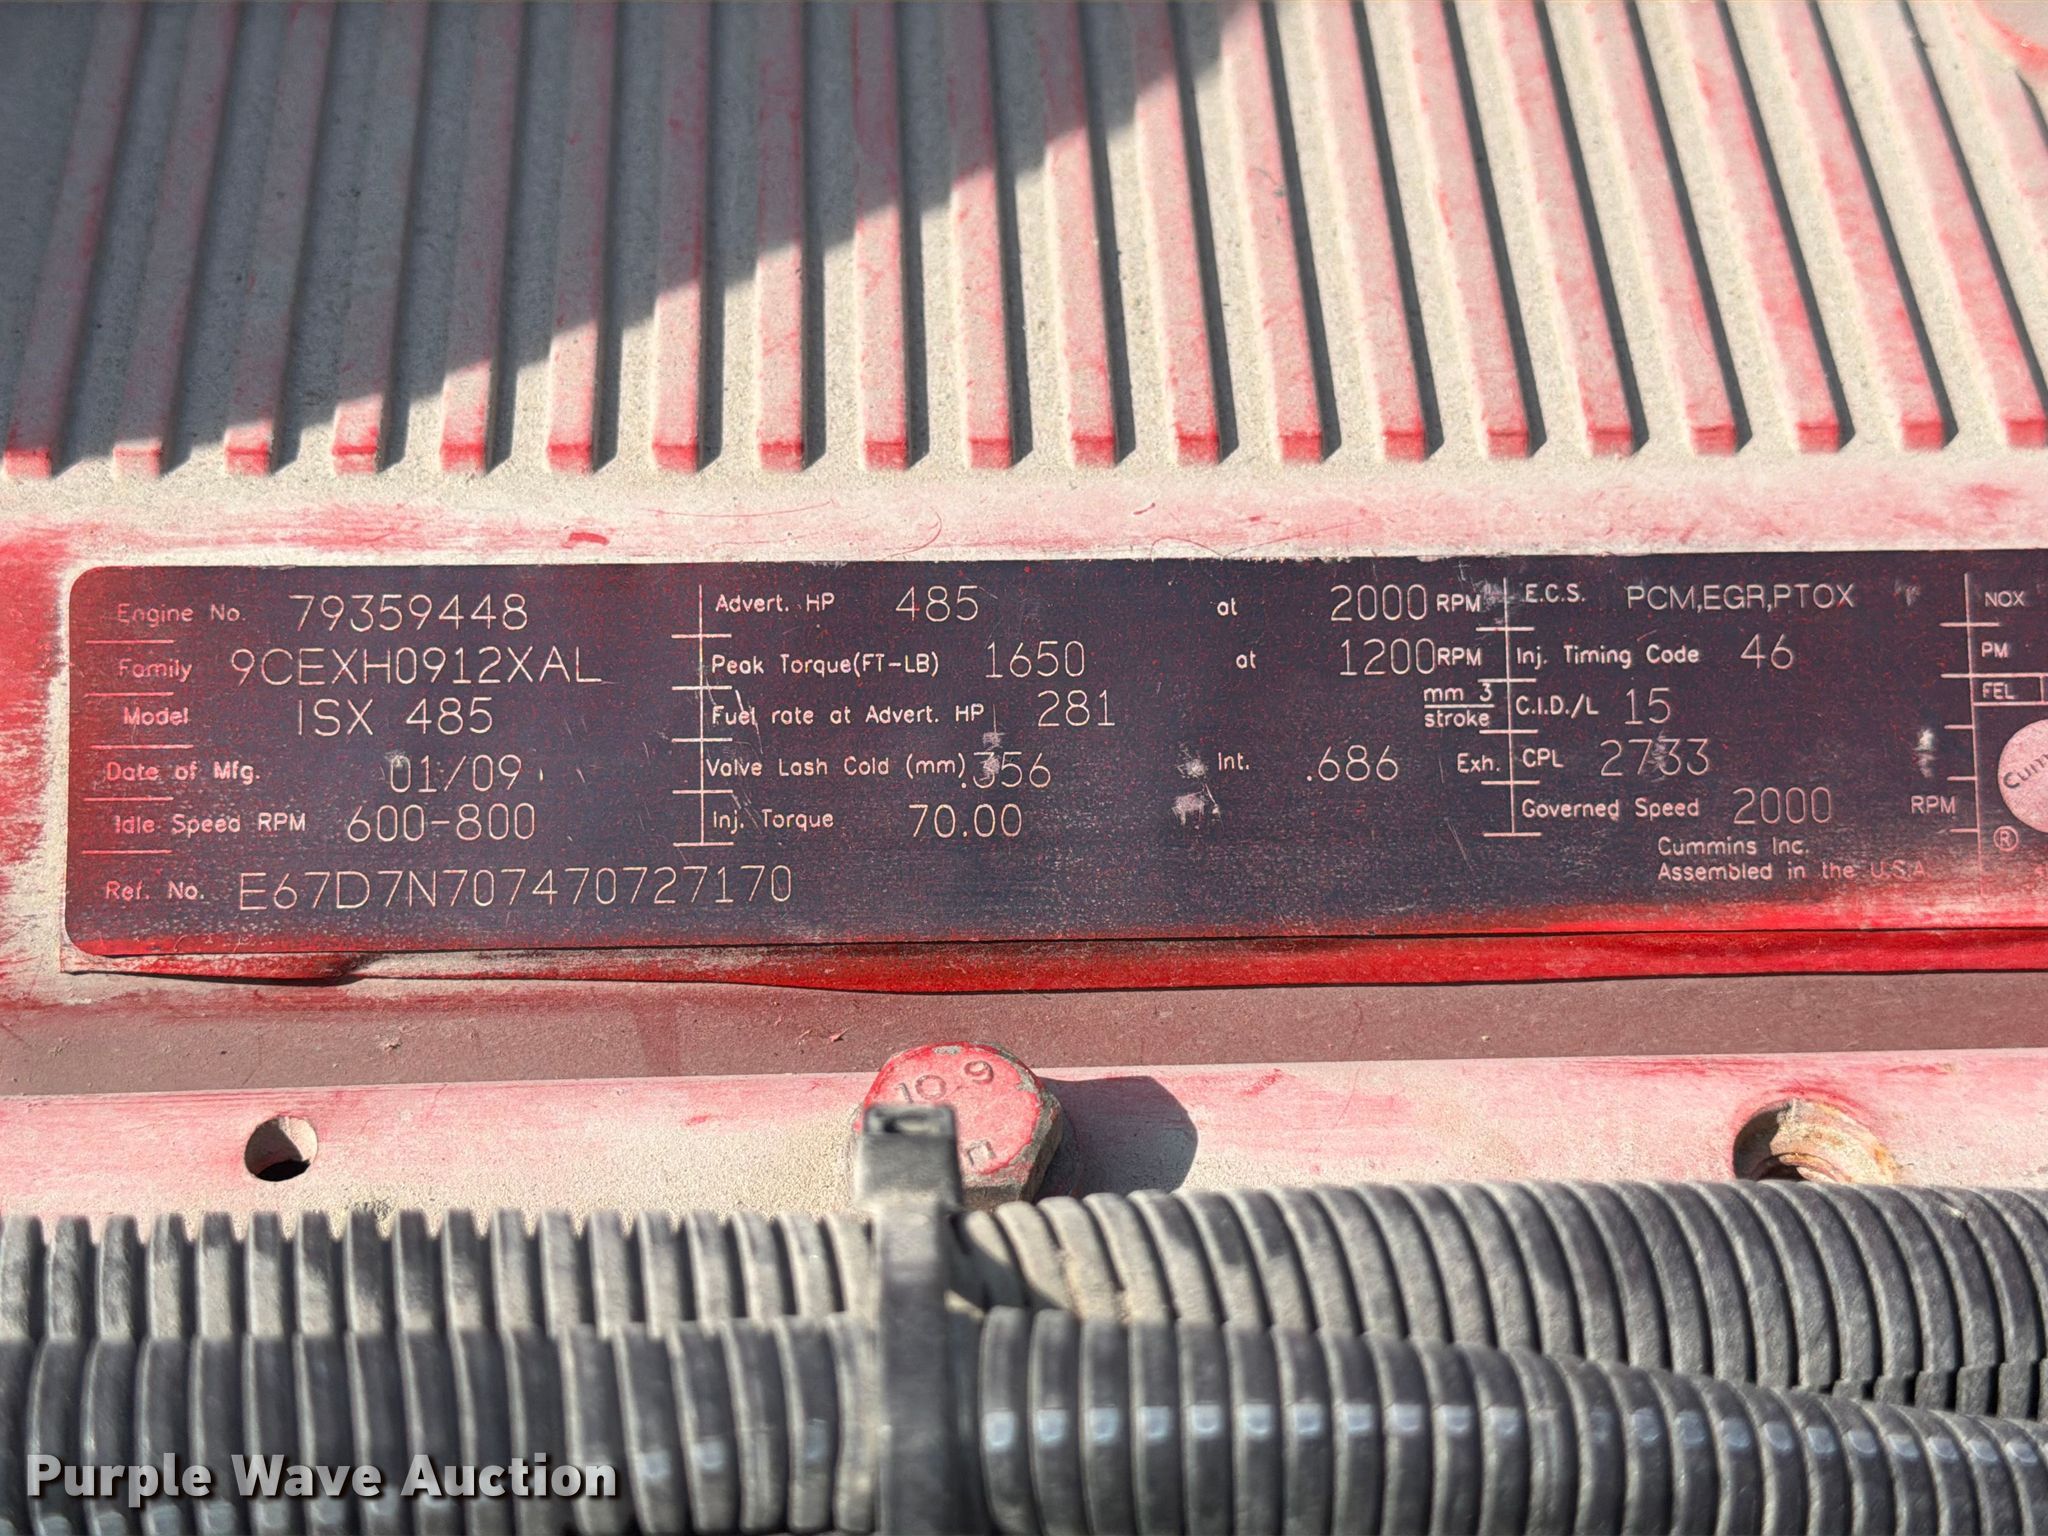 Engine No. 79359448
Family 9CEXH0912XAL
Model ISX 485
Date of Mfg. 01/09
Idle Speed RPM 600-800
Ref. No. E67D7N707470727170
Advert. HP 485 at 2000 RPM
Peak Torque(FT-LB) 1650 at 1200 RPM
Fuel rate at Advert. HP 281 mm 3
stroke
Valve Lash Cold (mm) .356 Int. .686 Exh.
Inj. Torque 70.00
E.C.S. PCM,EGR,PTOX
Inj. Timing Code 46
C.I.D./L 15
CPL 2733
Governed Speed 2000 RPM
Cummins Inc.
Assembled in the U.S.A.
NOX
PM
FEL
®
10.9
Purple Wave Auction